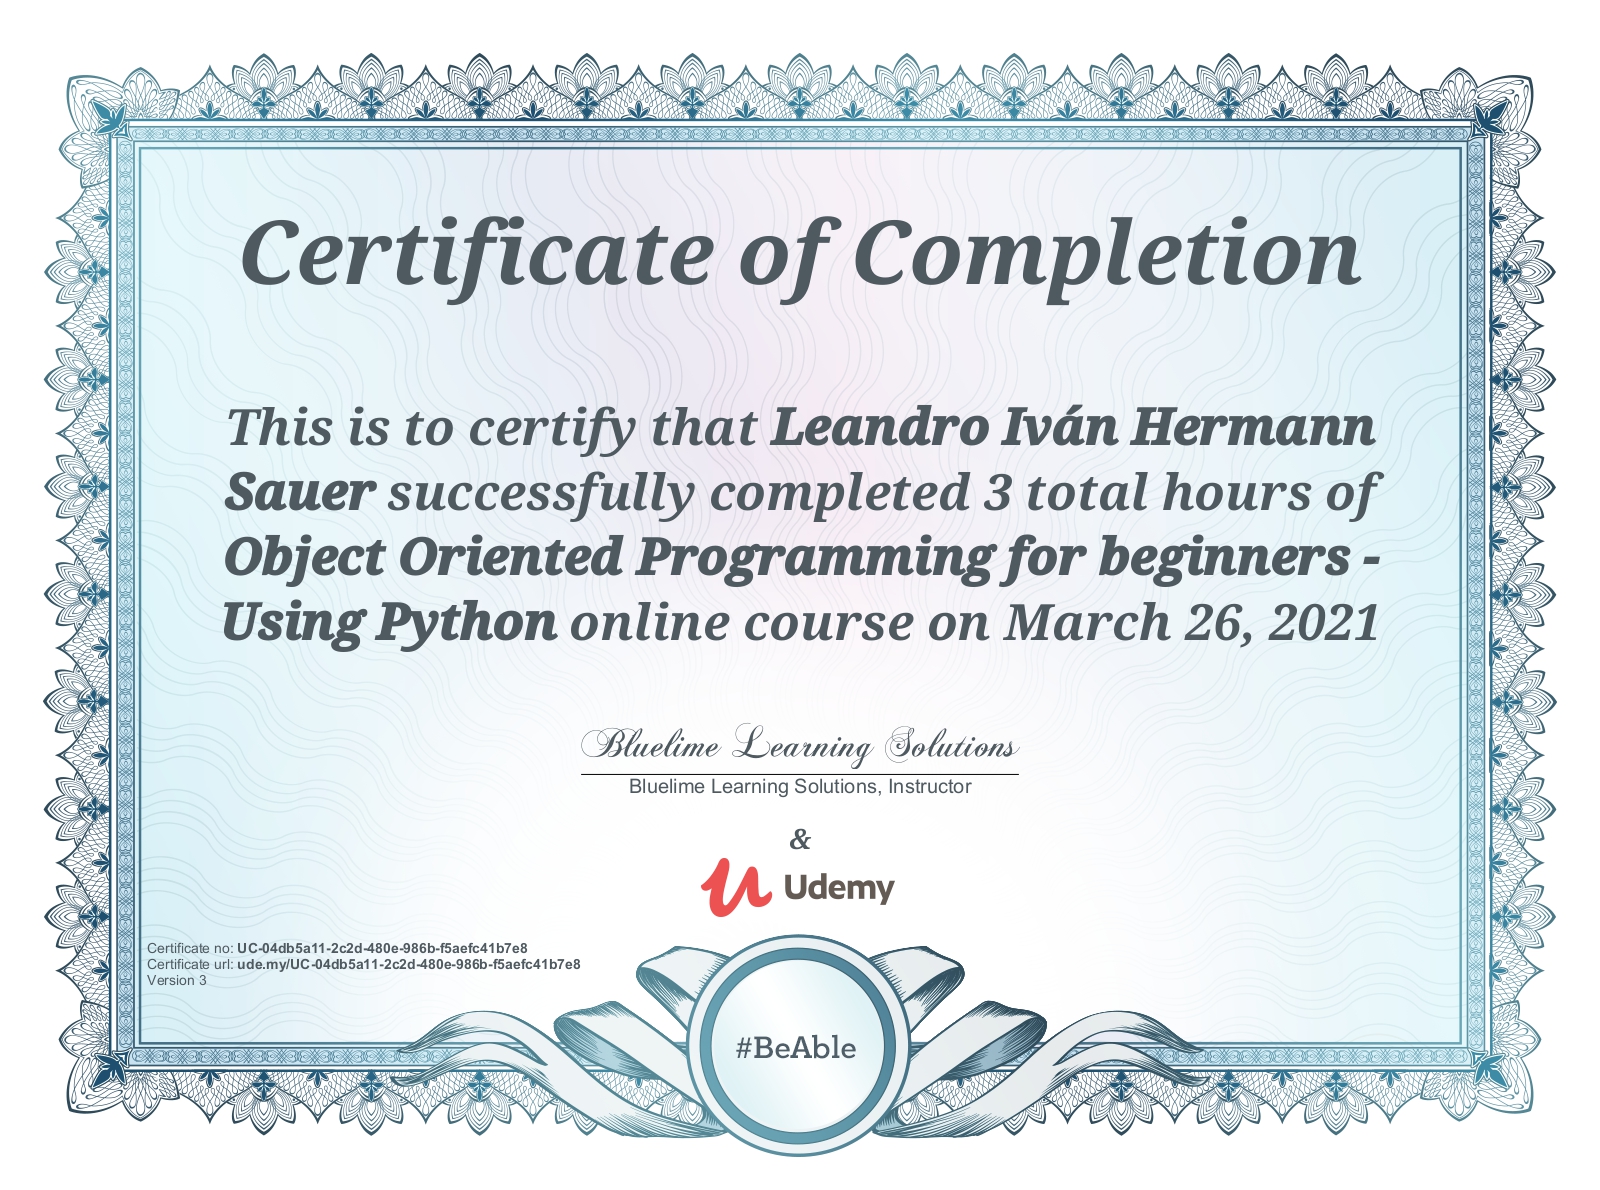 Certificate of Completion
This is to certify that Leandro Iván Hermann
Sauer successfully completed 3 total hours of
Object Oriented Programming for beginners -
Using Python online course on March 26, 2021
Bluelime Learning Solutions
Bluelime Learning Solutions, Instructor
&
Udemy
Certificate no: UC-04db5a11-2c2d-480e-986b-f5aefc41b7e8
Certificate url: ude.my/UC-04db5a11-2c2d-480e-986b-f5aefc41b7e8
Version 3
#BeAble